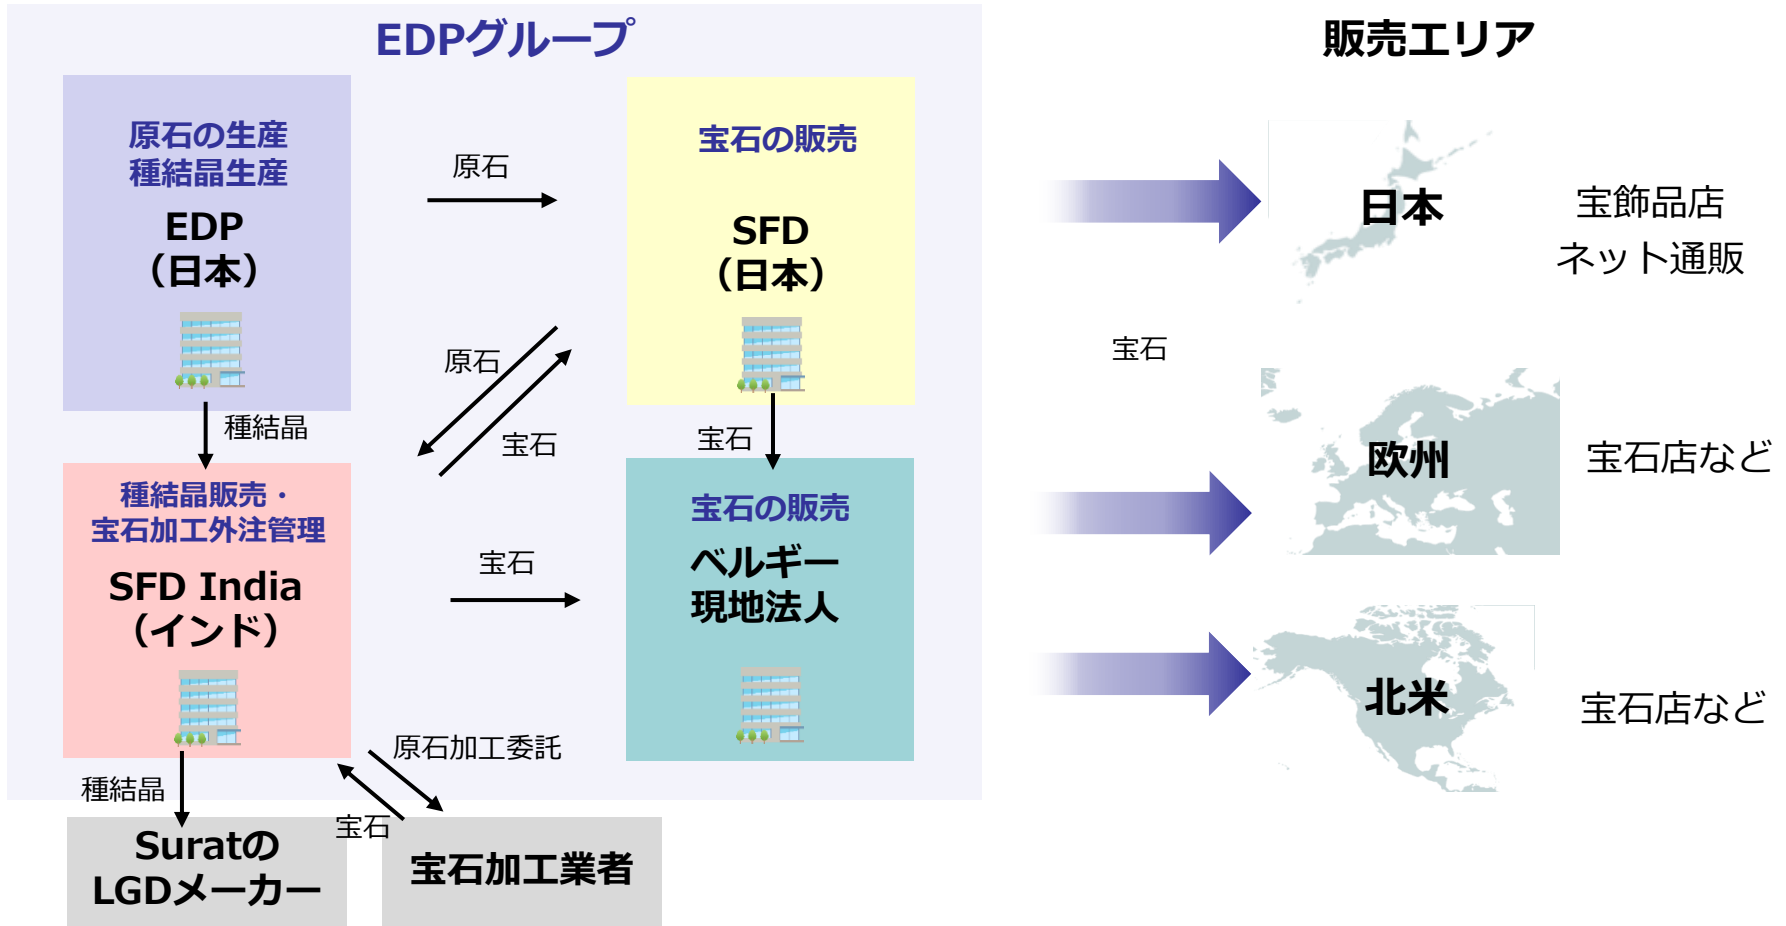 EDPグループ
販売エリア
原石の生産
種結晶生産
EDP
（日本）
原石
宝石の販売
SFD
（日本）
日本
宝飾品店
ネット通販
原石
宝石
種結晶
宝石
宝石
欧州
宝石店など
種結晶販売・
宝石加工外注管理
SFD India
（インド）
宝石
宝石の販売
ベルギー
現地法人
北米
宝石店など
原石加工委託
種結晶
宝石
Suratの
LGDメーカー
宝石加工業者